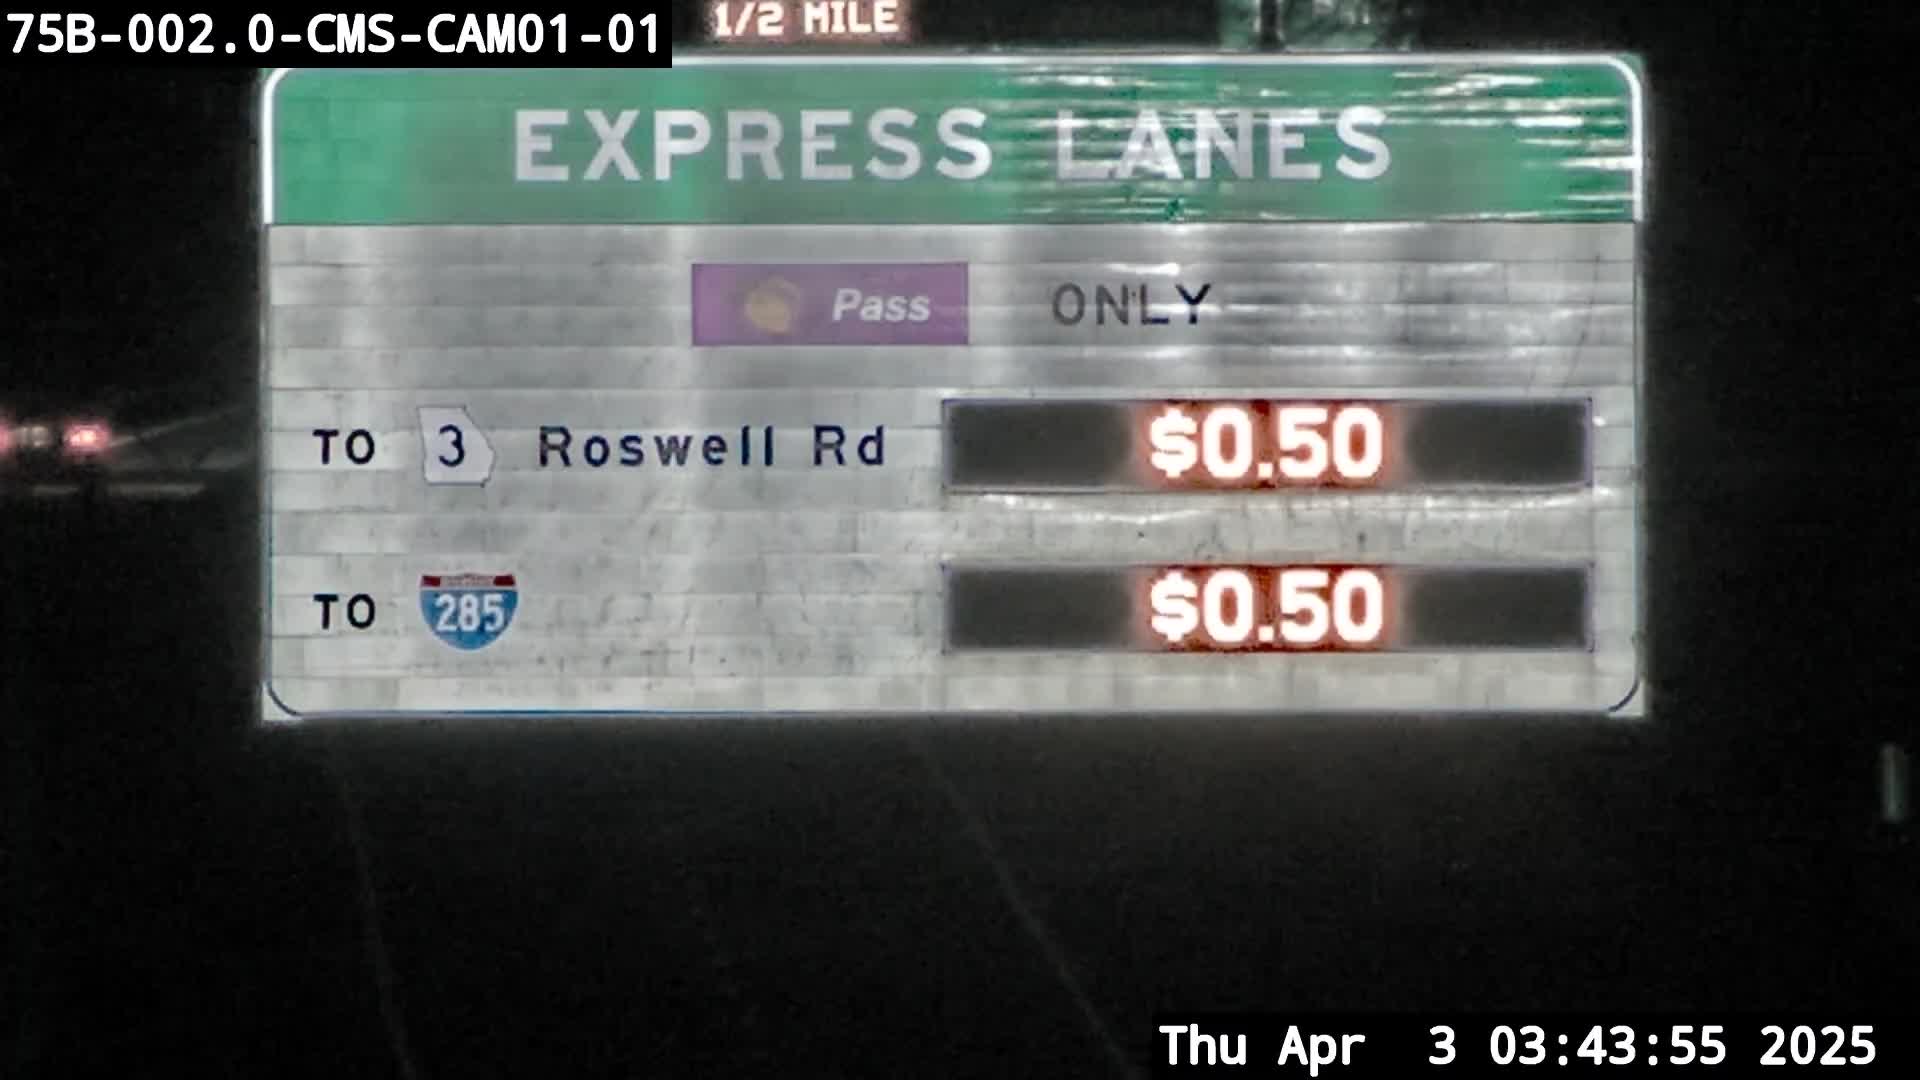 75B-002.0-CMS-CAM01-01
1/2 MILE
EXPRESS LANES
Pass ONLY
TO 3 Roswell Rd $0.50
TO 285 $0.50
Thu Apr 3 03:43:55 2025